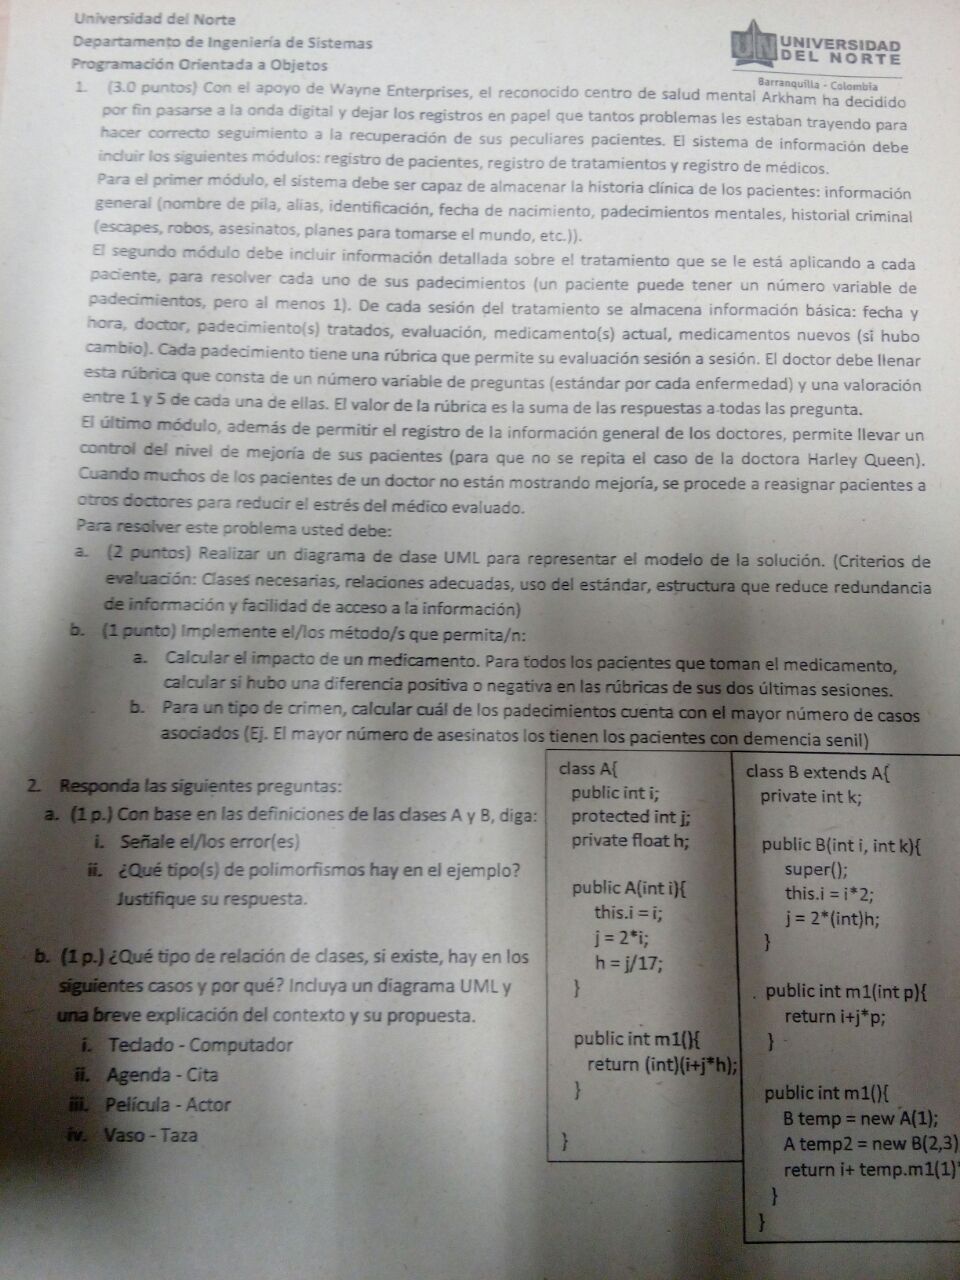 Universidad del Norte
Departamento de Ingeniería de Sistemas
Programación Orientada a Objetos
UN UNIVERSIDAD
DEL NORTE
Barranquilla - Colombia
1. (3.0 puntos) Con el apoyo de Wayne Enterprises, el reconocido centro de salud mental Arkham ha decidido
por fin pasarse a la onda digital y dejar los registros en papel que tantos problemas les estaban trayendo para
hacer correcto seguimiento a la recuperación de sus peculiares pacientes. El sistema de información debe
incluir los siguientes módulos: registro de pacientes, registro de tratamientos y registro de médicos.
Para el primer módulo, el sistema debe ser capaz de almacenar la historia clínica de los pacientes: información
general (nombre de pila, alias, identificación, fecha de nacimiento, padecimientos mentales, historial criminal
(escapes, robos, asesinatos, planes para tomarse el mundo, etc.)).
El segundo módulo debe incluir información detallada sobre el tratamiento que se le está aplicando a cada
paciente, para resolver cada uno de sus padecimientos (un paciente puede tener un número variable de
padecimientos, pero al menos 1). De cada sesión del tratamiento se almacena información básica: fecha y
hora, doctor, padecimiento(s) tratados, evaluación, medicamento(s) actual, medicamentos nuevos (si hubo
cambio). Cada padecimiento tiene una rúbrica que permite su evaluación sesión a sesión. El doctor debe llenar
esta rúbrica que consta de un número variable de preguntas (estándar por cada enfermedad) y una valoración
entre 1 y 5 de cada una de ellas. El valor de la rúbrica es la suma de las respuestas a todas las pregunta.
El último módulo, además de permitir el registro de la información general de los doctores, permite llevar un
control del nivel de mejoría de sus pacientes (para que no se repita el caso de la doctora Harley Queen).
Cuando muchos de los pacientes de un doctor no están mostrando mejoría, se procede a reasignar pacientes a
otros doctores para reducir el estrés del médico evaluado.
Para resolver este problema usted debe:
a. (2 puntos) Realizar un diagrama de clase UML para representar el modelo de la solución. (Criterios de
evaluación: Clases necesarias, relaciones adecuadas, uso del estándar, estructura que reduce redundancia
de información y facilidad de acceso a la información)
b. (1 punto) Implemente el/los método/s que permita/n:
a. Calcular el impacto de un medicamento. Para todos los pacientes que toman el medicamento,
calcular si hubo una diferencia positiva o negativa en las rúbricas de sus dos últimas sesiones.
b. Para un tipo de crimen, calcular cuál de los padecimientos cuenta con el mayor número de casos
asociados (Ej. El mayor número de asesinatos los tienen los pacientes con demencia senil)
2. Responda las siguientes preguntas:
a. (1 p.) Con base en las definiciones de las clases A y B, diga:
i. Señale el/los error(es)
ii. ¿Qué tipo(s) de polimorfismos hay en el ejemplo?
Justifique su respuesta.
b. (1 p.) ¿Qué tipo de relación de clases, si existe, hay en los
siguientes casos y por qué? Incluya un diagrama UML y
una breve explicación del contexto y su propuesta.
i. Teclado - Computador
ii. Agenda - Cita
iii. Película - Actor
iv. Vaso - Taza
class A{
public int i;
protected int j;
private float h;
public A(int i){
this.i = i;
j = 2*i;
h = j/17;
}
public int m1(){
return (int)(i+j*h);
}
}
class B extends A{
private int k;
public B(int i, int k){
super();
this.i = i*2;
j = 2*(int)h;
}
public int m1(int p){
return i+j*p;
}
public int m1(){
B temp = new A(1);
A temp2 = new B(2,3)
return i+ temp.m1(1)
}
}